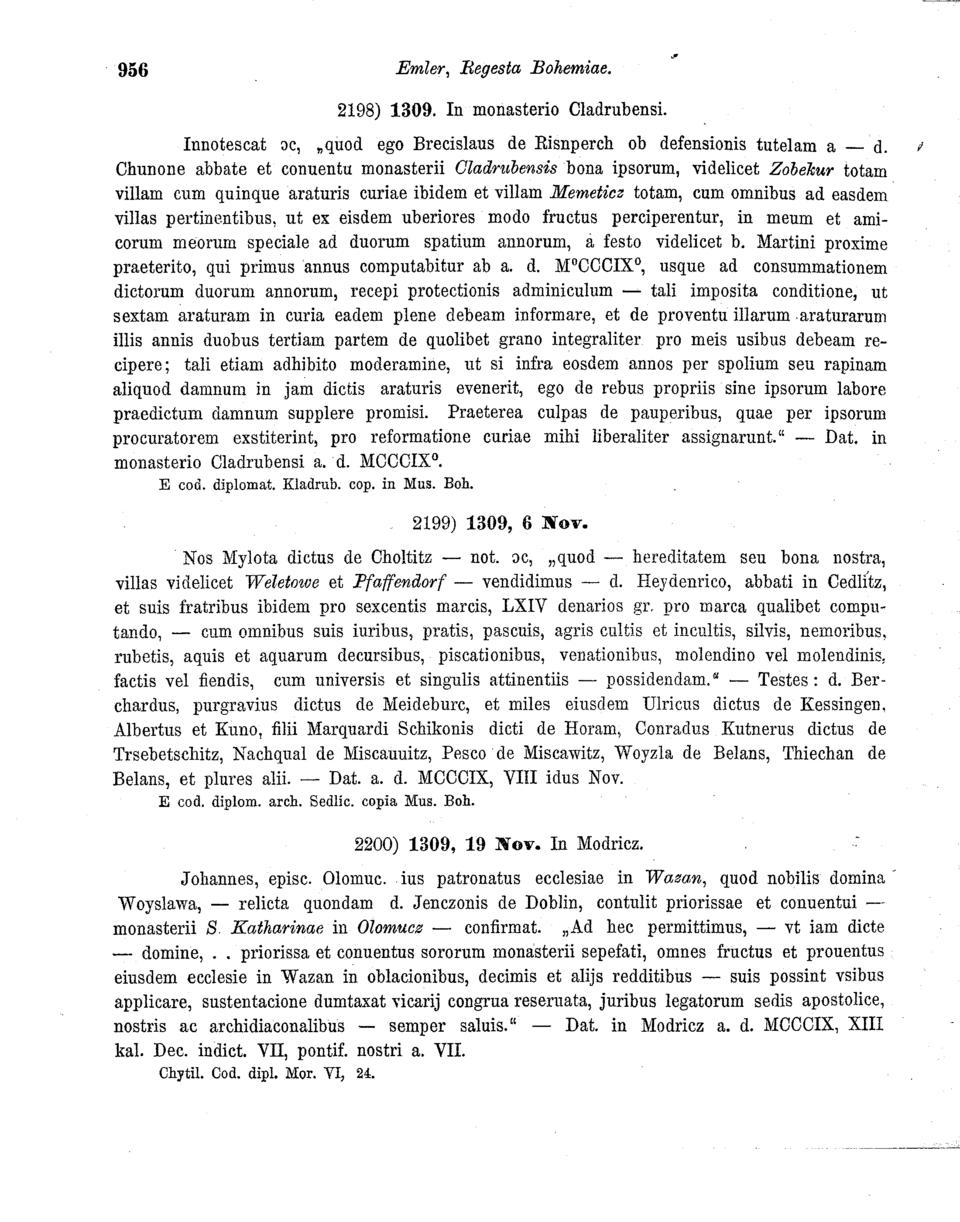 956 Emler, Regesta Bohemiae.
2198) 1309. In monasterio Cladrubensi.
Innotescat ɔc, „quod ego Brecislaus de Risnperch ob defensionis tutelam a — d.
Chunone abbate et conuentu monasterii Cladrubensis bona ipsorum, videlicet Zobekur totam
villam cum quinque araturis curiae ibidem et villam Memeticz totam, cum omnibus ad easdem
villas pertinentibus, ut ex eisdem uberiores modo fructus perciperentur, in meum et ami-
corum meorum speciale ad duorum spatium annorum, a festo videlicet b. Martini proxime
praeterito, qui primus annus computabitur ab a. d. MºCCCIXº, usque ad consummationem
dictorum duorum annorum, recepi protectionis adminiculum — tali imposita conditione, ut
sextam araturam in curia eadem plene debeam informare, et de proventu illarum araturarum
illis annis duobus tertiam partem de quolibet grano integraliter pro meis usibus debeam re-
cipere; tali etiam adhibito moderamine, ut si infra eosdem annos per spolium seu rapinam
aliquod damnum in jam dictis araturis evenerit, ego de rebus propriis sine ipsorum labore
praedictum damnum supplere promisi. Praeterea culpas de pauperibus, quae per ipsorum
procuratorem exstiterint, pro reformatione curiae mihi liberaliter assignarunt.“ — Dat. in
monasterio Cladrubensi a. d. MCCCIXº.
E cod. diplomat. Kladrub. cop. in Mus. Boh.
2199) 1309, 6 Nov.
Nos Mylota dictus de Choltitz — not. ɔc, „quod — hereditatem seu bona nostra,
villas videlicet Weletowe et Pfaffendorf — vendidimus — d. Heydenrico, abbati in Cedlitz,
et suis fratribus ibidem pro sexcentis marcis, LXIV denarios gr. pro marca qualibet compu-
tando, — cum omnibus suis iuribus, pratis, pascuis, agris cultis et incultis, silvis, nemoribus,
rubetis, aquis et aquarum decursibus, piscationibus, venationibus, molendino vel molendinis,
factis vel fiendis, cum universis et singulis attinentiis — possidendam.“ — Testes: d. Ber-
chardus, purgravius dictus de Meideburc, et miles eiusdem Ulricus dictus de Kessingen,
Albertus et Kuno, filii Marquardi Schikonis dicti de Horam, Conradus Kutnerus dictus de
Trsebetschitz, Nachqual de Miscauuitz, Pesco de Miscawitz, Woyzla de Belans, Thiechan de
Belans, et plures alii. — Dat. a. d. MCCCIX, VIII idus Nov.
E cod. diplom. arch. Sedlic. copia Mus. Boh.
2200) 1309, 19 Nov. In Modricz.
Johannes, episc. Olomuc. ius patronatus ecclesiae in Wazan, quod nobilis domina
Woyslawa, — relicta quondam d. Jenczonis de Doblin, contulit priorissae et conuentui —
monasterii S. Katharinae in Olomucz — confirmat. „Ad hec permittimus, — vt iam dicte
— domine, . . priorissa et conuentus sororum monasterii sepefati, omnes fructus et prouentus
eiusdem ecclesie in Wazan in oblacionibus, decimis et alijs redditibus — suis possint vsibus
applicare, sustentacione dumtaxat vicarij congrua reseruata, juribus legatorum sedis apostolice,
nostris ac archidiaconalibus — semper saluis.“ — Dat. in Modricz a. d. MCCCIX, XIII
kal. Dec. indict. VII, pontif. nostri a. VII.
Chytil. Cod. dipl. Mor. VI, 24.